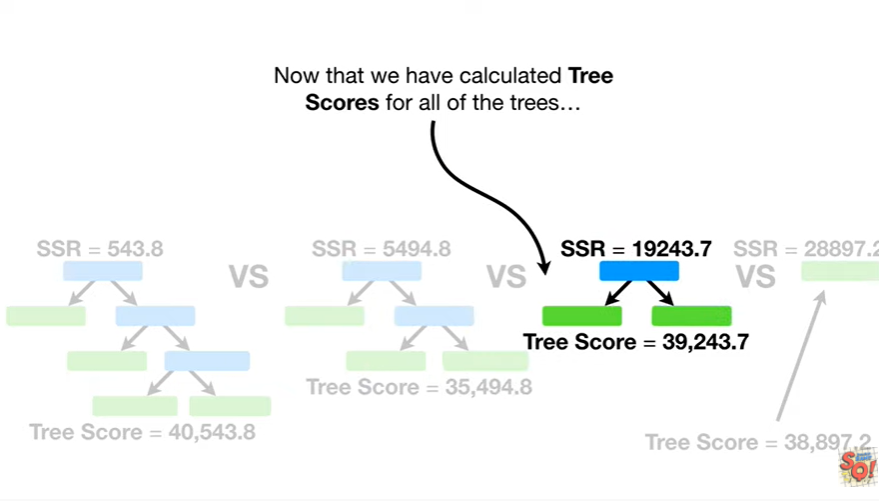 Now that we have calculated Tree
Scores for all of the trees…
SSR = 543.8
VS
SSR = 5494.8
VS
SSR = 19243.7
VS
SSR = 28897.2
Tree Score = 40,543.8
Tree Score = 35,494.8
Tree Score = 39,243.7
Tree Score = 38,897.2
SQ!